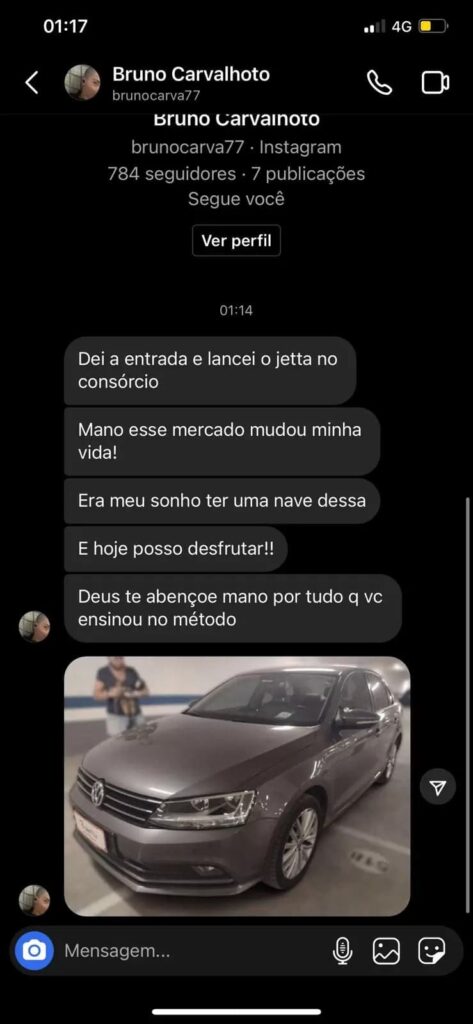 01:17
4G
Bruno Carvalhoto
brunocarva77
Bruno Carvalhoto
brunocarva77 · Instagram
784 seguidores · 7 publicações
Segue você
Ver perfil
01:14
Dei a entrada e lancei o jetta no
consórcio
Mano esse mercado mudou minha
vida!
Era meu sonho ter uma nave dessa
E hoje posso desfrutar!!
Deus te abençoe mano por tudo q vc
ensinou no método
Mensagem...